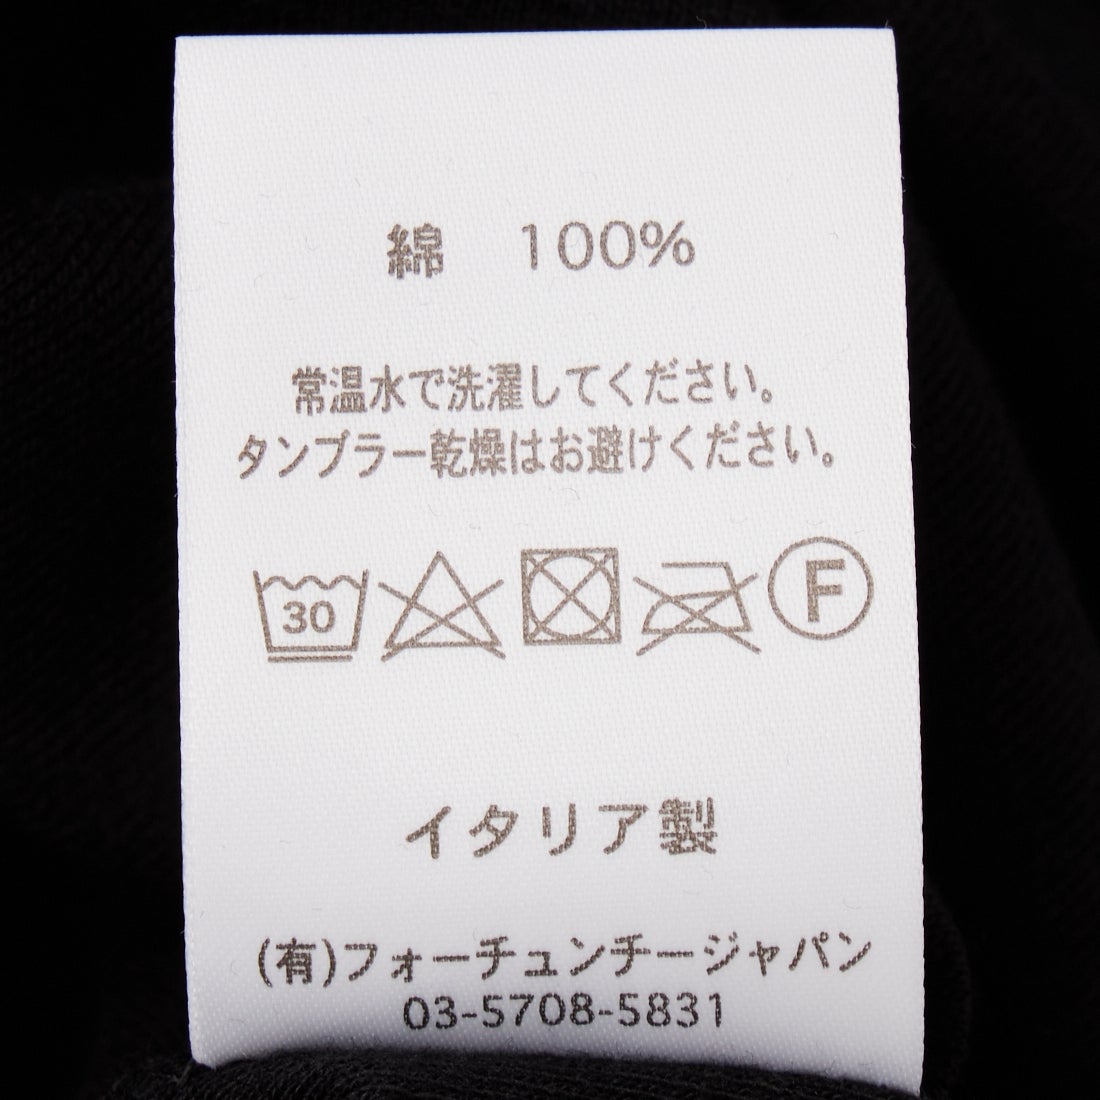 綿　100%
常温水で洗濯してください。
タンブラー乾燥はお避けください。
30 F
イタリア製
(有)フォーチュンチージャパン
03-5708-5831